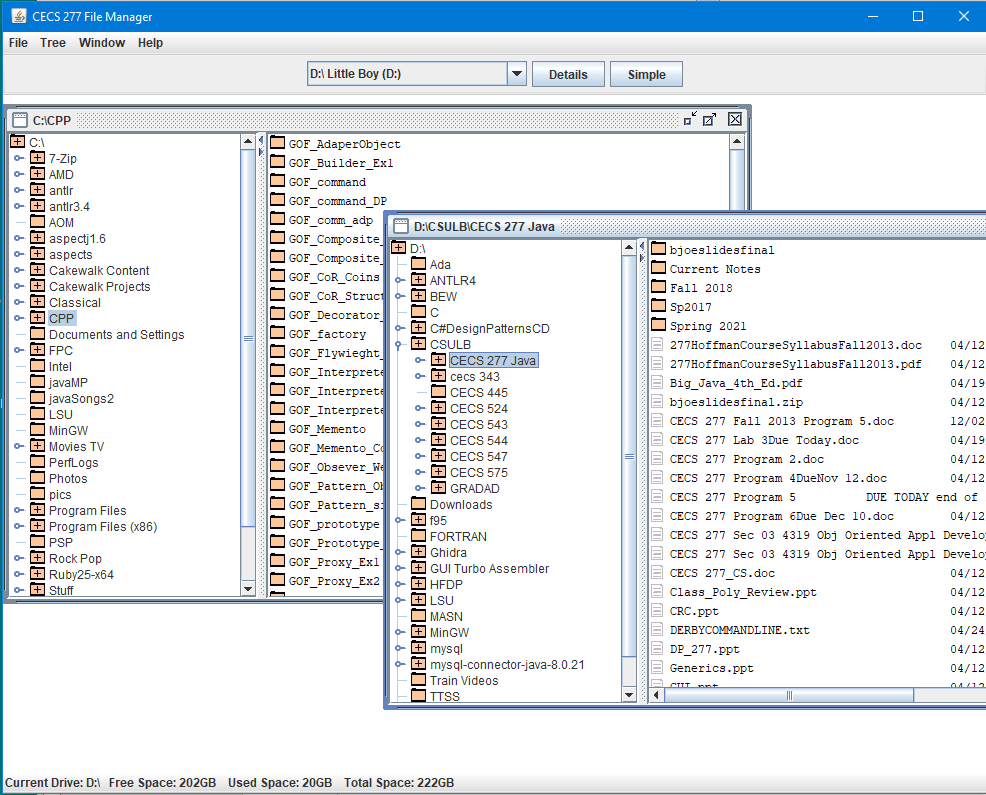 CECS 277 File Manager
File Tree Window Help
D:\ Little Boy (D:) Details Simple
C:\CPP
C:\
7-Zip
AMD
antlr
antlr3.4
AOM
aspectj1.6
aspects
Cakewalk Content
Cakewalk Projects
Classical
CPP
Documents and Settings
FPC
Intel
javaMP
javaSongs2
LSU
MinGW
Movies TV
PerfLogs
Photos
pics
Program Files
Program Files (x86)
PSP
Rock Pop
Ruby25-x64
Stuff
GOF_AdaperObject
GOF_Builder_Ex1
GOF_command
GOF_command_DP
GOF_comm_adp
GOF_Composite_
GOF_Composite_
GOF_CoR_Coins
GOF_CoR_Struct
GOF_Decorator_
GOF_factory
GOF_Flywieght_
GOF_Interprete
GOF_Interprete
GOF_Interprete
GOF_Memento
GOF_Memento_Co
GOF_Obsever_We
GOF_Pattern_Ob
GOF_Pattern_si
GOF_prototype
GOF_Prototype_
GOF_Proxy_Ex1
GOF_Proxy_Ex2
D:\CSULB\CECS 277 Java
D:\
Ada
ANTLR4
BEW
C
C#DesignPatternsCD
CSULB
CECS 277 Java
cecs 343
CECS 445
CECS 524
CECS 543
CECS 544
CECS 547
CECS 575
GRADAD
Downloads
f95
FORTRAN
Ghidra
GUI Turbo Assembler
HFDP
LSU
MASN
MinGW
mysql
mysql-connector-java-8.0.21
Train Videos
TTSS
bjoeslidesfinal
Current Notes
Fall 2018
Sp2017
Spring 2021
277HoffmanCourseSyllabusFall2013.doc 04/12
277HoffmanCourseSyllabusFall2013.pdf 04/12
Big_Java_4th_Ed.pdf 04/19
bjoeslidesfinal.zip 04/12
CECS 277 Fall 2013 Program 5.doc 12/02
CECS 277 Lab 3Due Today.doc 04/19
CECS 277 Program 2.doc 04/12
CECS 277 Program 4DueNov 12.doc 04/12
CECS 277 Program 5 DUE TODAY end of
CECS 277 Program 6Due Dec 10.doc 04/12
CECS 277 Sec 03 4319 Obj Oriented Appl Develo
CECS 277 Sec 03 4319 Obj Oriented Appl Develo
CECS 277_CS.doc 04/12
Class_Poly_Review.ppt 04/12
CRC.ppt 04/12
DERBYCOMMANDLINE.txt 04/24
DP_277.ppt 04/12
Generics.ppt 04/12
GUI.ppt 04/12
Current Drive: D:\ Free Space: 202GB Used Space: 20GB Total Space: 222GB